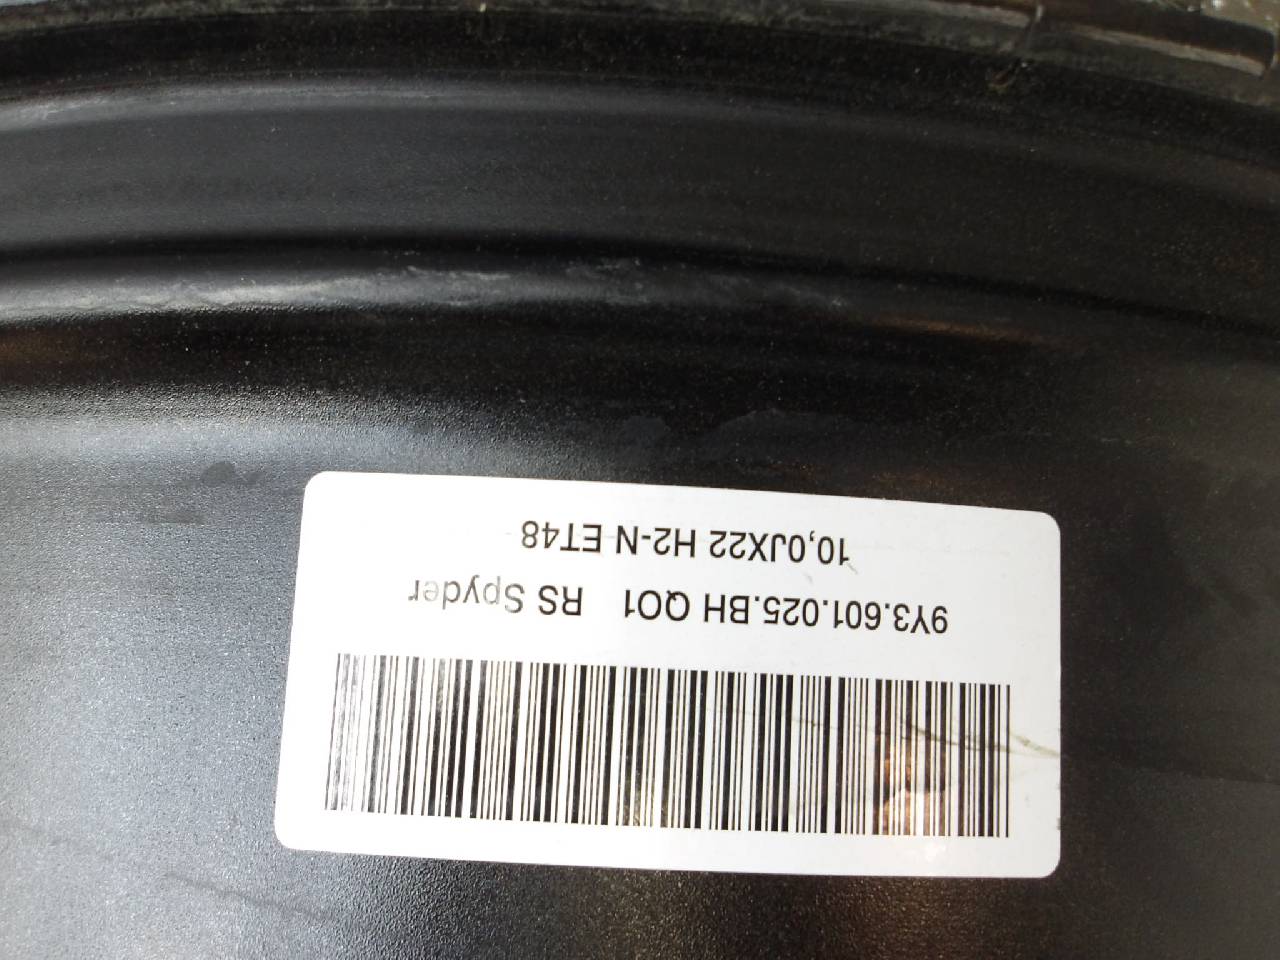 9Y3.601.025.BH QO1 RS Spyder
10,0JX22 H2-N ET48